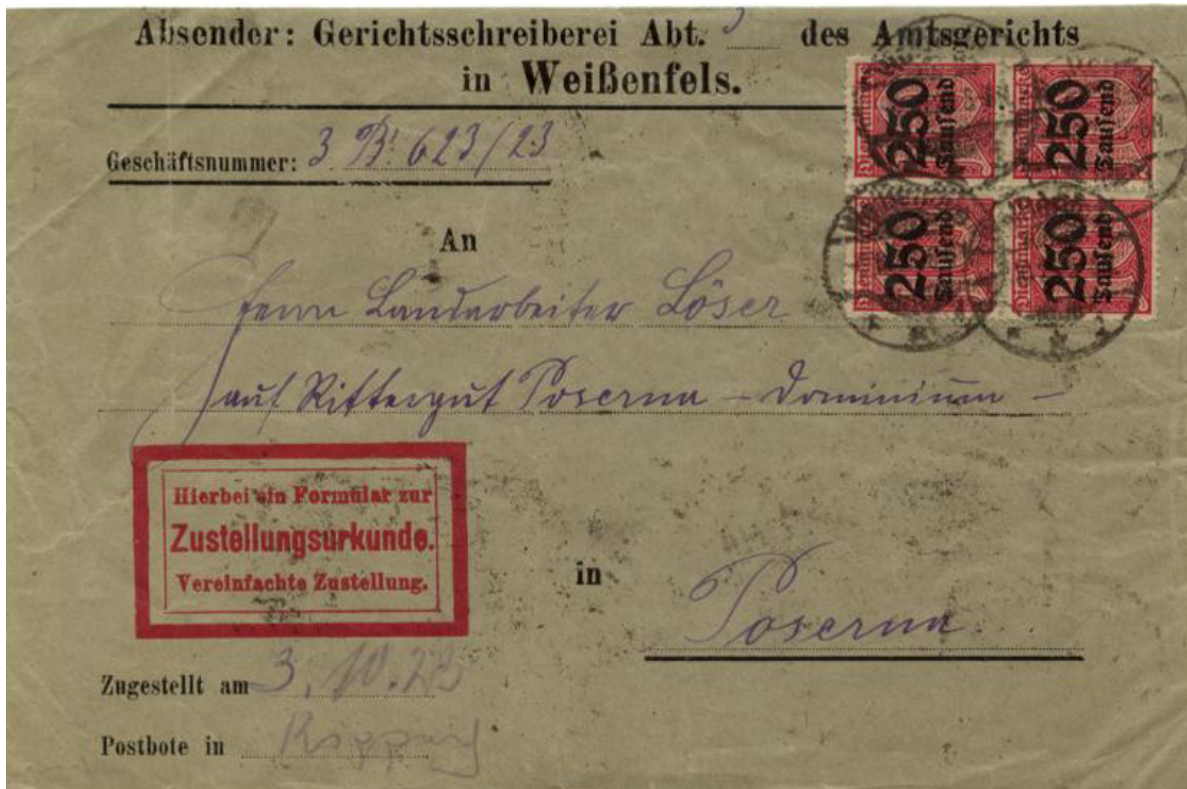 Absender: Gerichtsschreiberei Abt. 3 des Amtsgerichts
in Weißenfels.
Geschäftsnummer: 3 B 623/23
250 Tausend
250 Tausend
250 Tausend
250 Tausend
An
Herrn Landarbeiter Löser
auf Rittergut Poserna – Dominium –
Hierbei ein Formular zur
Zustellungsurkunde.
Vereinfachte Zustellung.
in
Poserna.
Zugestellt am 3.10.23
Postbote in